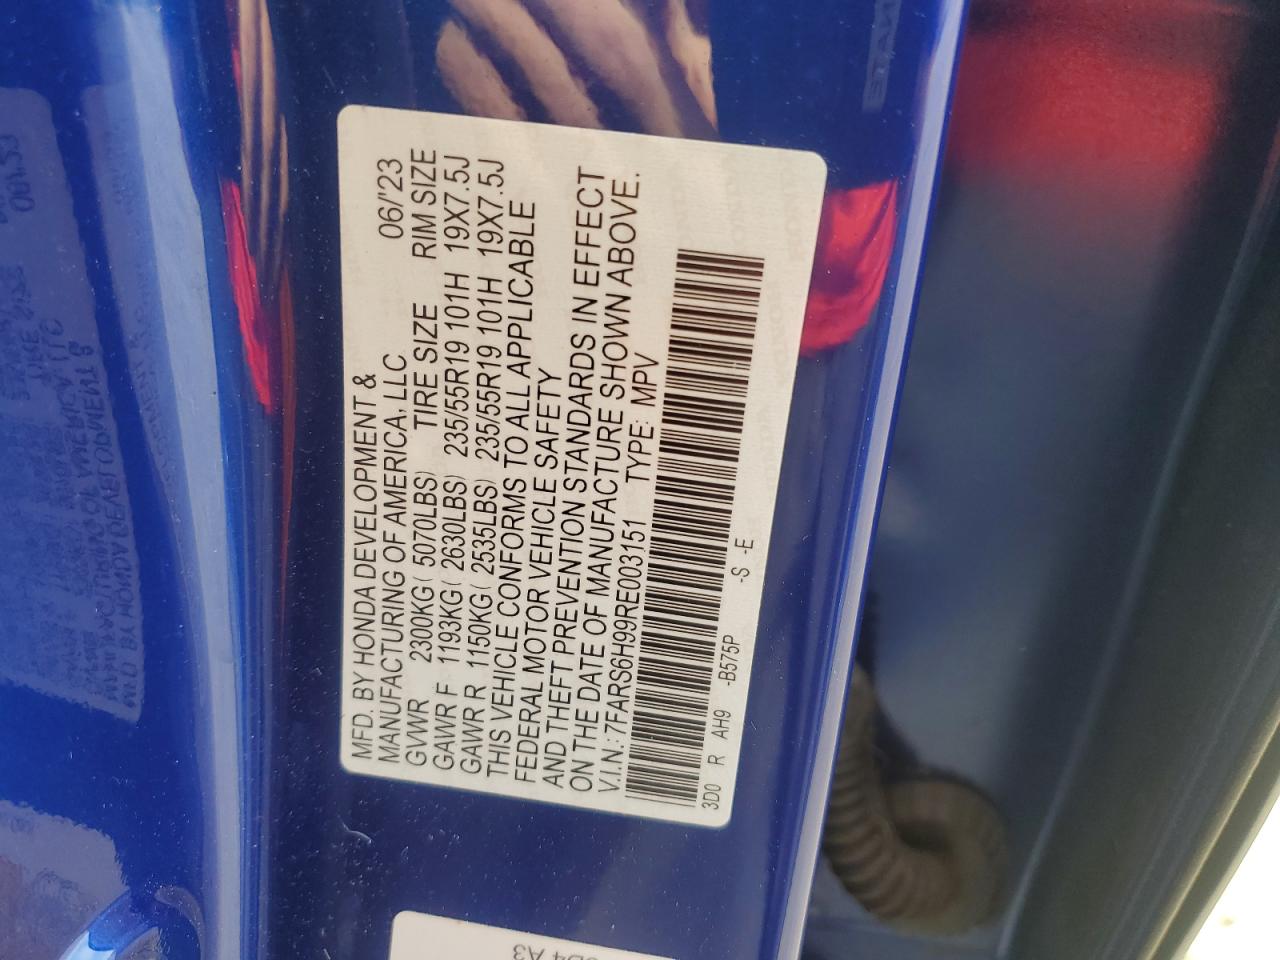 MFD. BY HONDA DEVELOPMENT &
MANUFACTURING OF AMERICA, LLC 06/"23
GVWR 2300KG( 5070LBS) TIRE SIZE RIM SIZE
GAWR F 1193KG( 2630LBS) 235/55R19 101H 19X7.5J
GAWR R 1150KG( 2535LBS) 235/55R19 101H 19X7.5J
THIS VEHICLE CONFORMS TO ALL APPLICABLE
FEDERAL MOTOR VEHICLE SAFETY
AND THEFT PREVENTION STANDARDS IN EFFECT
ON THE DATE OF MANUFACTURE SHOWN ABOVE.
V.I.N.: 7FARS6H99RE003151 TYPE: MPV
3D0 R AH9 -B575P -S -E